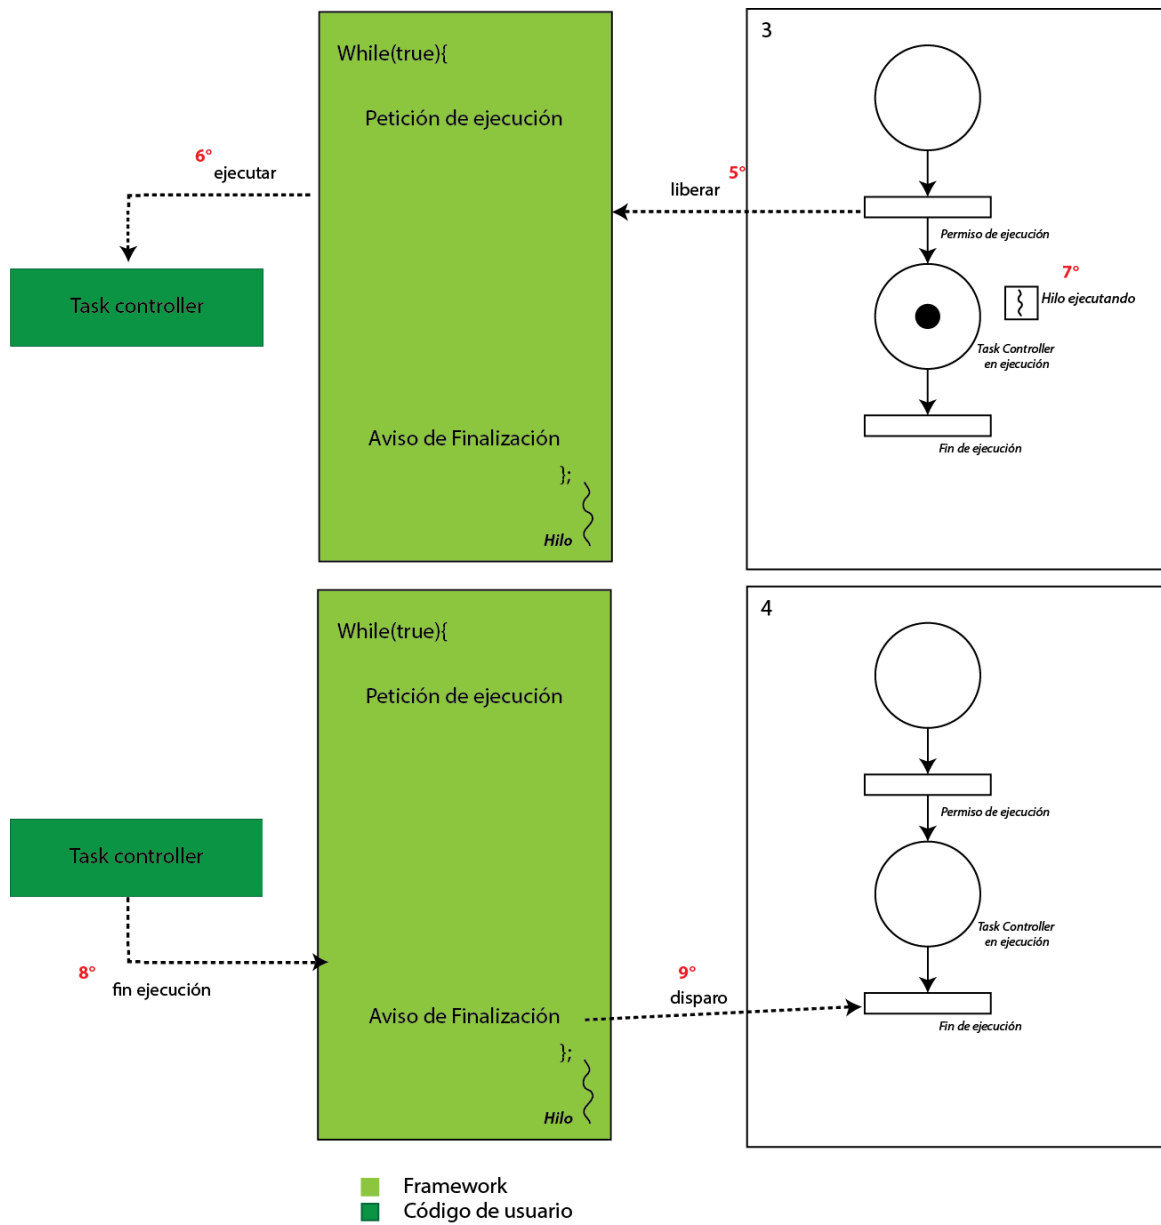 3
While(true){
Petición de ejecución
6°
ejecutar
5°
liberar
Permiso de ejecución
7°
Hilo ejecutando
Task controller
Task Controller
en ejecución
Aviso de Finalización
Fin de ejecución
};
Hilo
4
While(true){
Petición de ejecución
Permiso de ejecución
Task controller
Task Controller
en ejecución
8°
fin ejecución
9°
disparo
Aviso de Finalización
Fin de ejecución
};
Hilo
Framework
Código de usuario